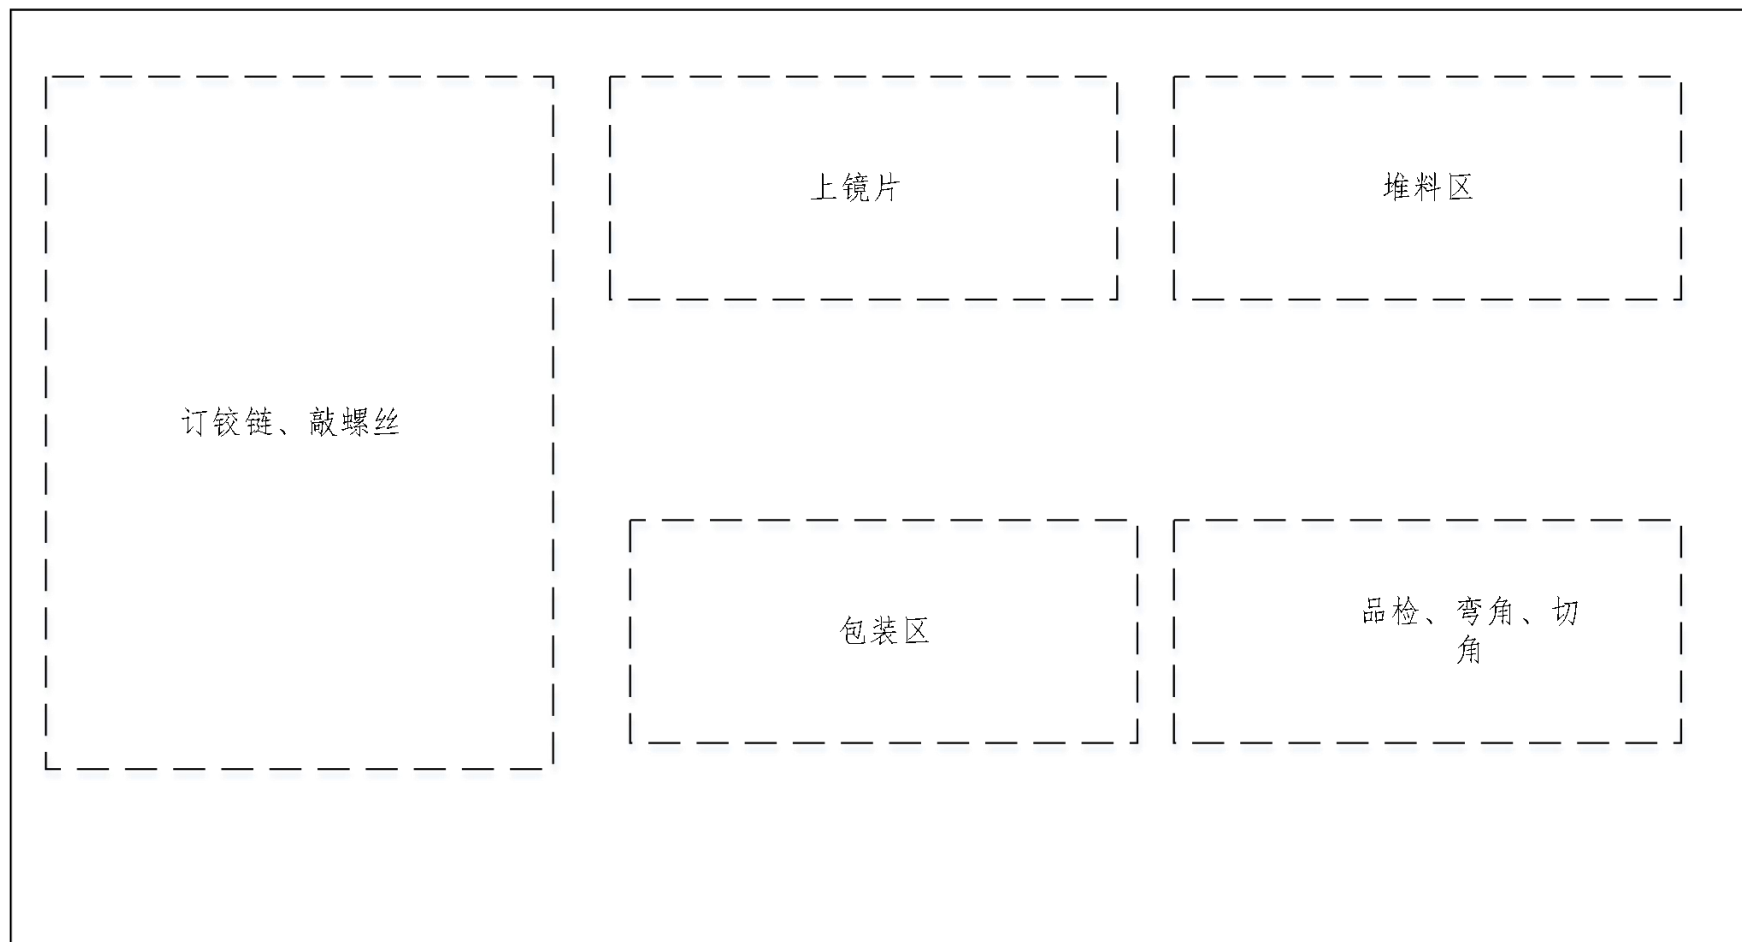 上镜片
堆料区
订铰链、敲螺丝
包装区
品检、弯角、切
角